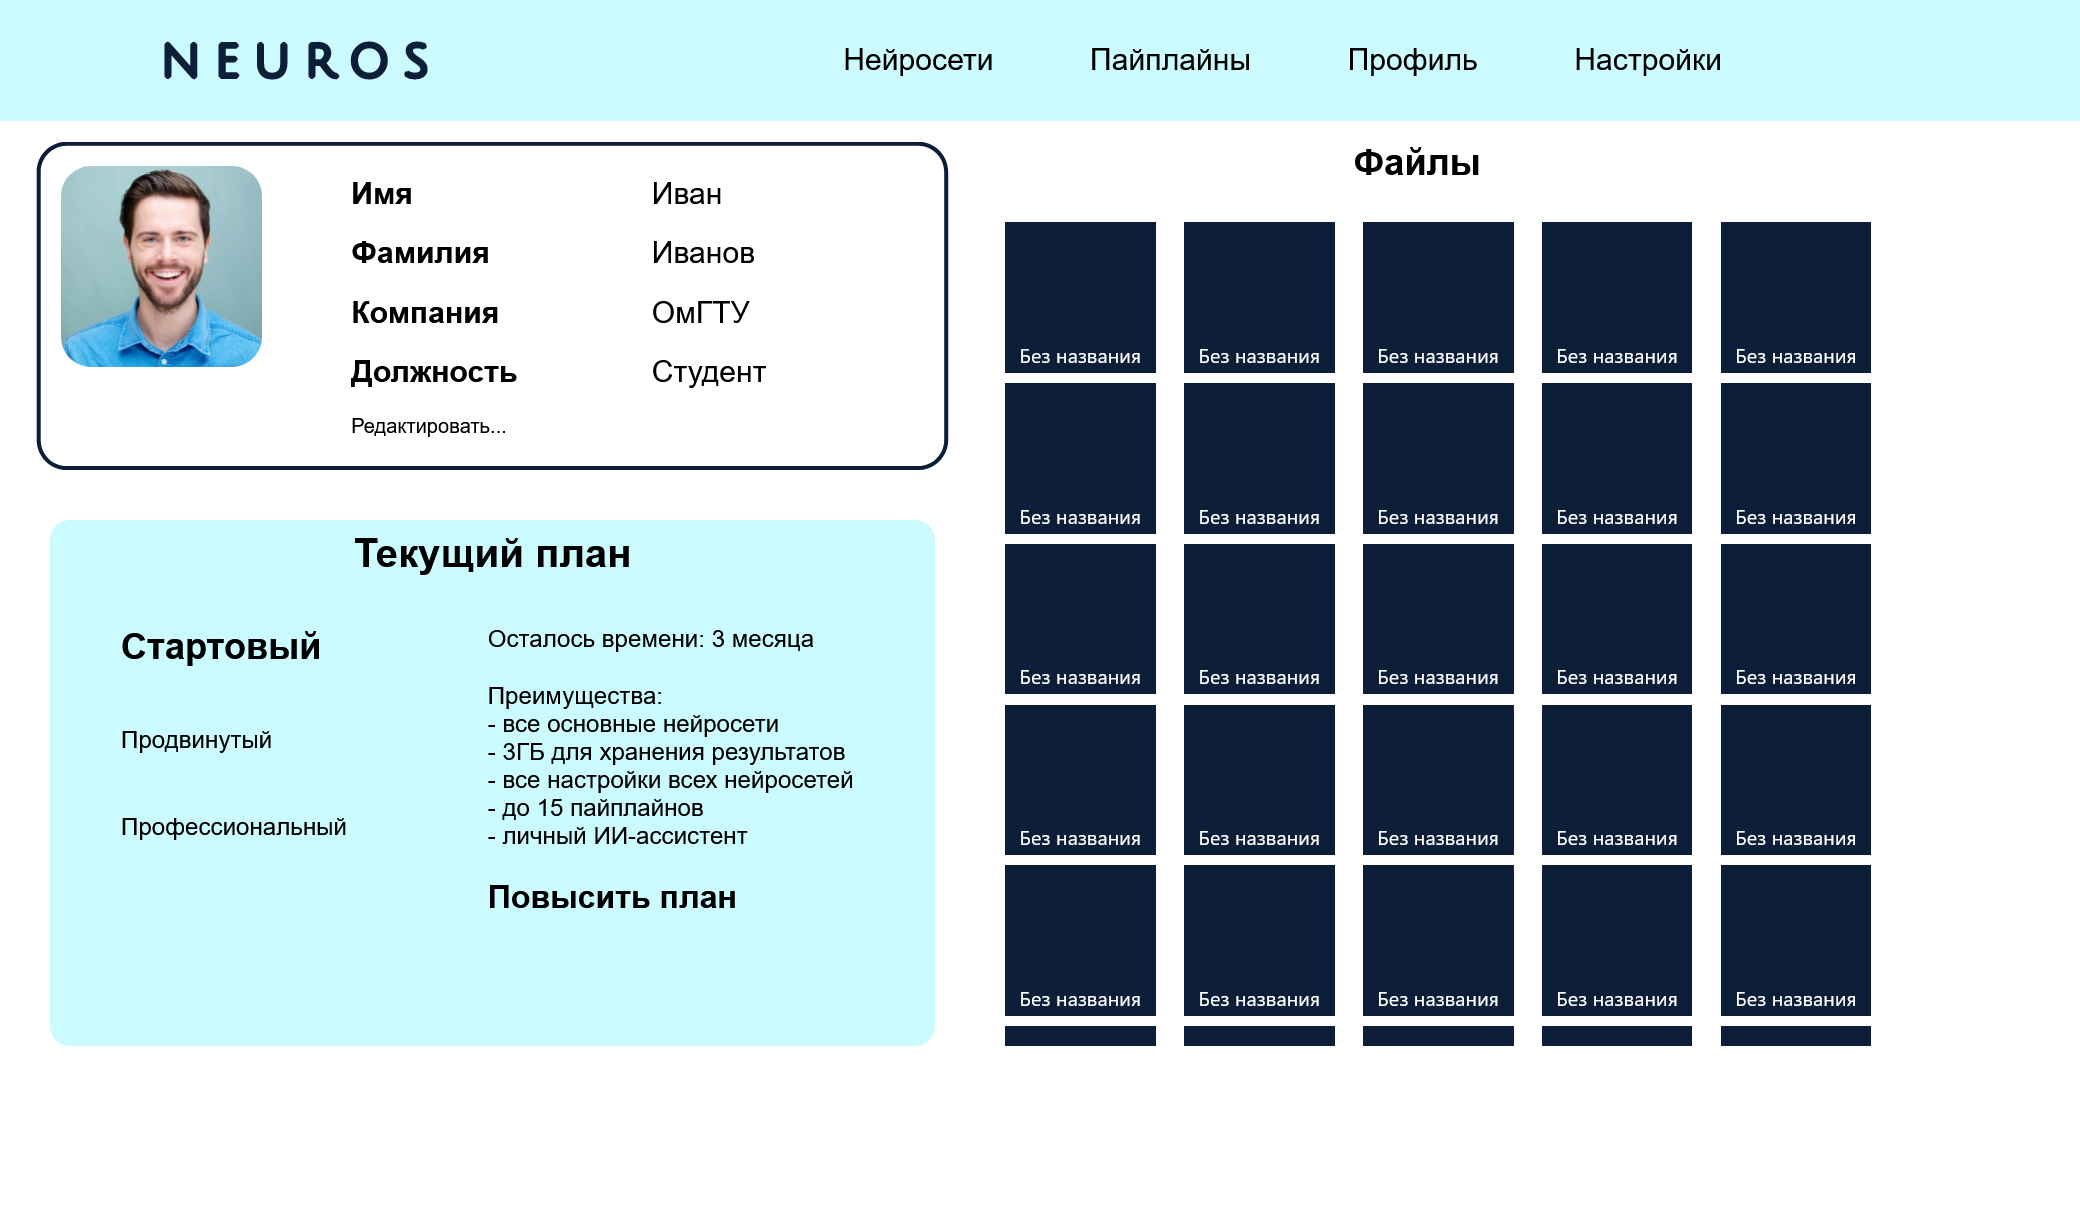 NEUROS
Нейросети Пайплайны Профиль Настройки
Имя Иван
Фамилия Иванов
Компания ОмГТУ
Должность Студент
Редактировать...
Текущий план
Стартовый
Продвинутый
Профессиональный
Осталось времени: 3 месяца
Преимущества:
- все основные нейросети
- 3ГБ для хранения результатов
- все настройки всех нейросетей
- до 15 пайплайнов
- личный ИИ-ассистент
Повысить план
Файлы
Без названия Без названия Без названия Без названия Без названия
Без названия Без названия Без названия Без названия Без названия
Без названия Без названия Без названия Без названия Без названия
Без названия Без названия Без названия Без названия Без названия
Без названия Без названия Без названия Без названия Без названия